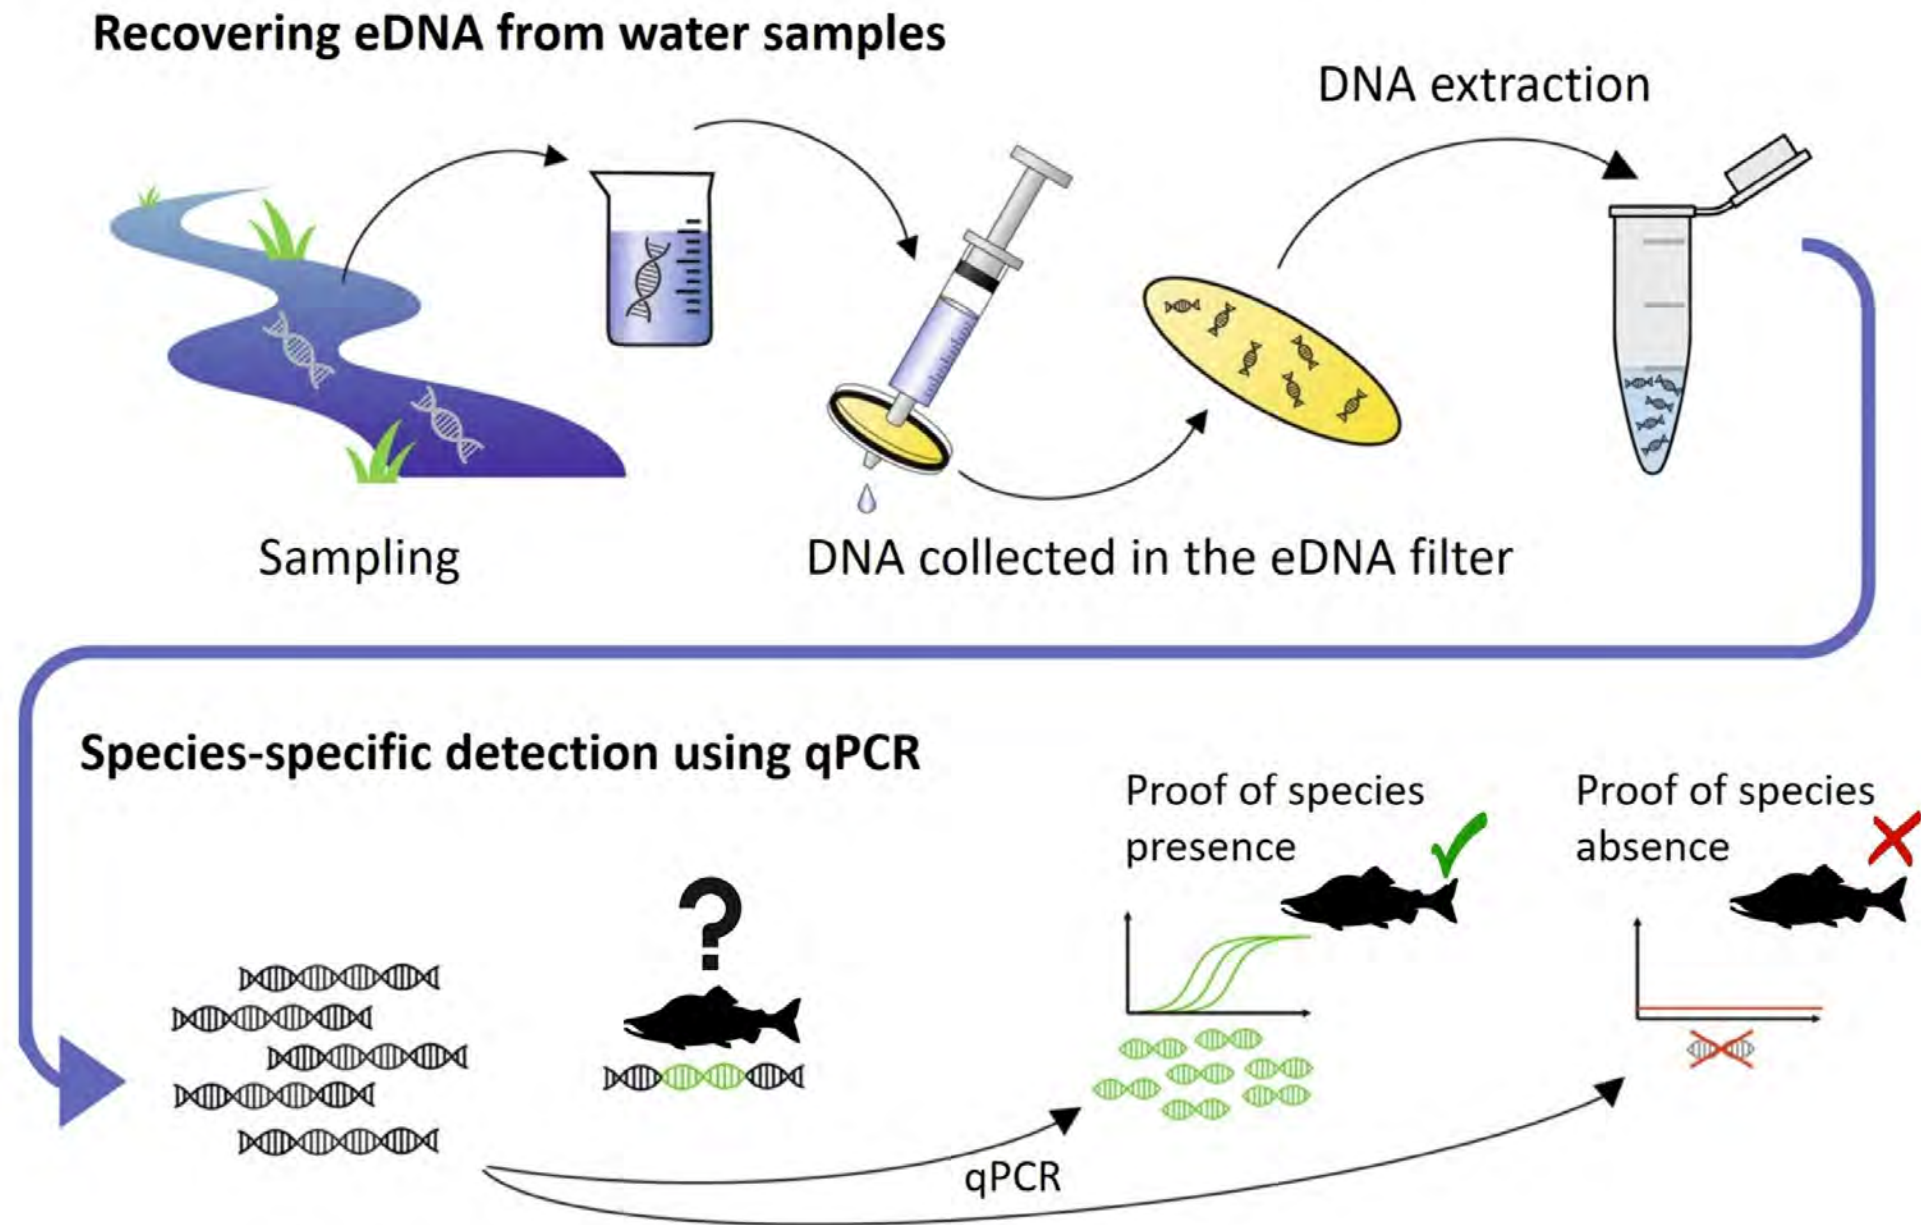 Recovering eDNA from water samples
DNA extraction
Sampling
DNA collected in the eDNA filter
Species-specific detection using qPCR
Proof of species
presence
Proof of species
absence
?
qPCR